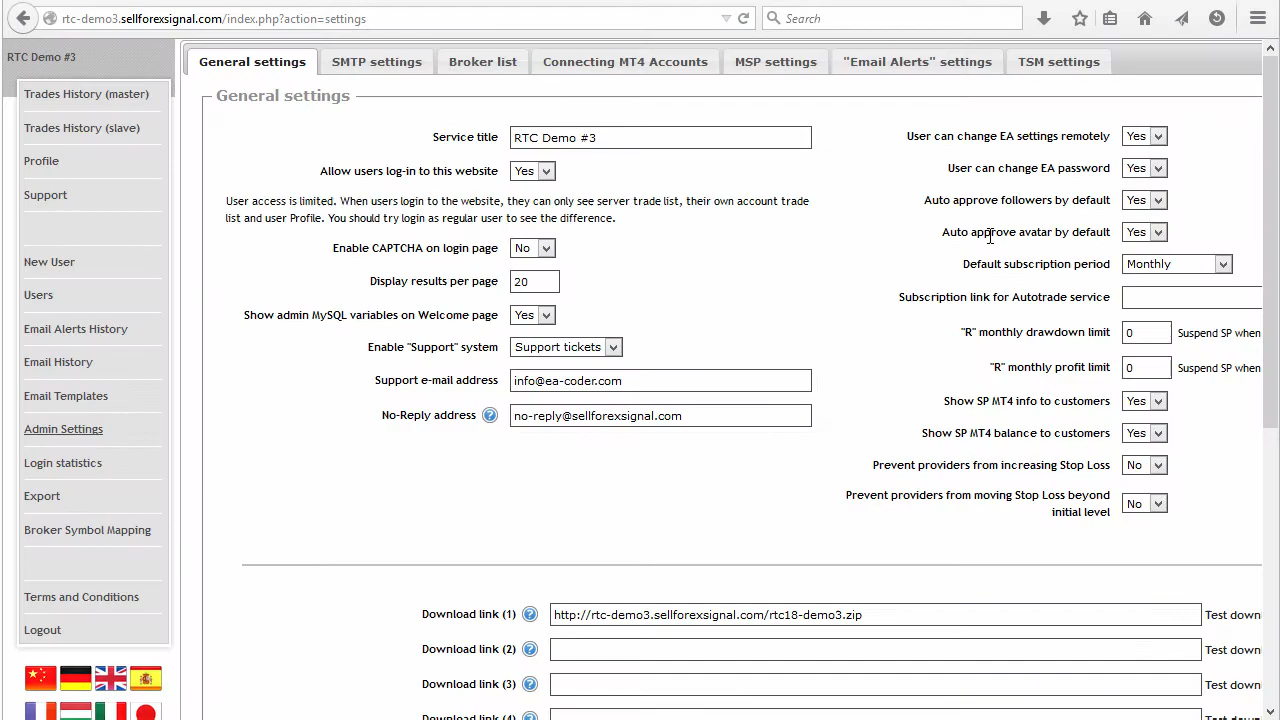 rtc-demo3.sellforexsignal.com/index.php?action=settings
Search
RTC Demo #3
Trades History (master)
Trades History (slave)
Profile
Support
New User
Users
Email Alerts History
Email History
Email Templates
Admin Settings
Login statistics
Export
Broker Symbol Mapping
Terms and Conditions
Logout
General settings
SMTP settings
Broker list
Connecting MT4 Accounts
MSP settings
"Email Alerts" settings
TSM settings
General settings
Service title RTC Demo #3
Allow users log-in to this website Yes
User access is limited. When users login to the website, they can only see server trade list, their own account trade
list and user Profile. You should try login as regular user to see the difference.
Enable CAPTCHA on login page No
Display results per page 20
Show admin MySQL variables on Welcome page Yes
Enable "Support" system Support tickets
Support e-mail address info@ea-coder.com
No-Reply address ? no-reply@sellforexsignal.com
User can change EA settings remotely Yes
User can change EA password Yes
Auto approve followers by default Yes
Auto approve avatar by default Yes
Default subscription period Monthly
Subscription link for Autotrade service
"R" monthly drawdown limit 0 Suspend SP when
"R" monthly profit limit 0 Suspend SP when
Show SP MT4 info to customers Yes
Show SP MT4 balance to customers Yes
Prevent providers from increasing Stop Loss No
Prevent providers from moving Stop Loss beyond
initial level No
Download link (1) ? http://rtc-demo3.sellforexsignal.com/rtc18-demo3.zip Test down
Download link (2) ? Test down
Download link (3) ? Test down
Download link (4) ? Test down